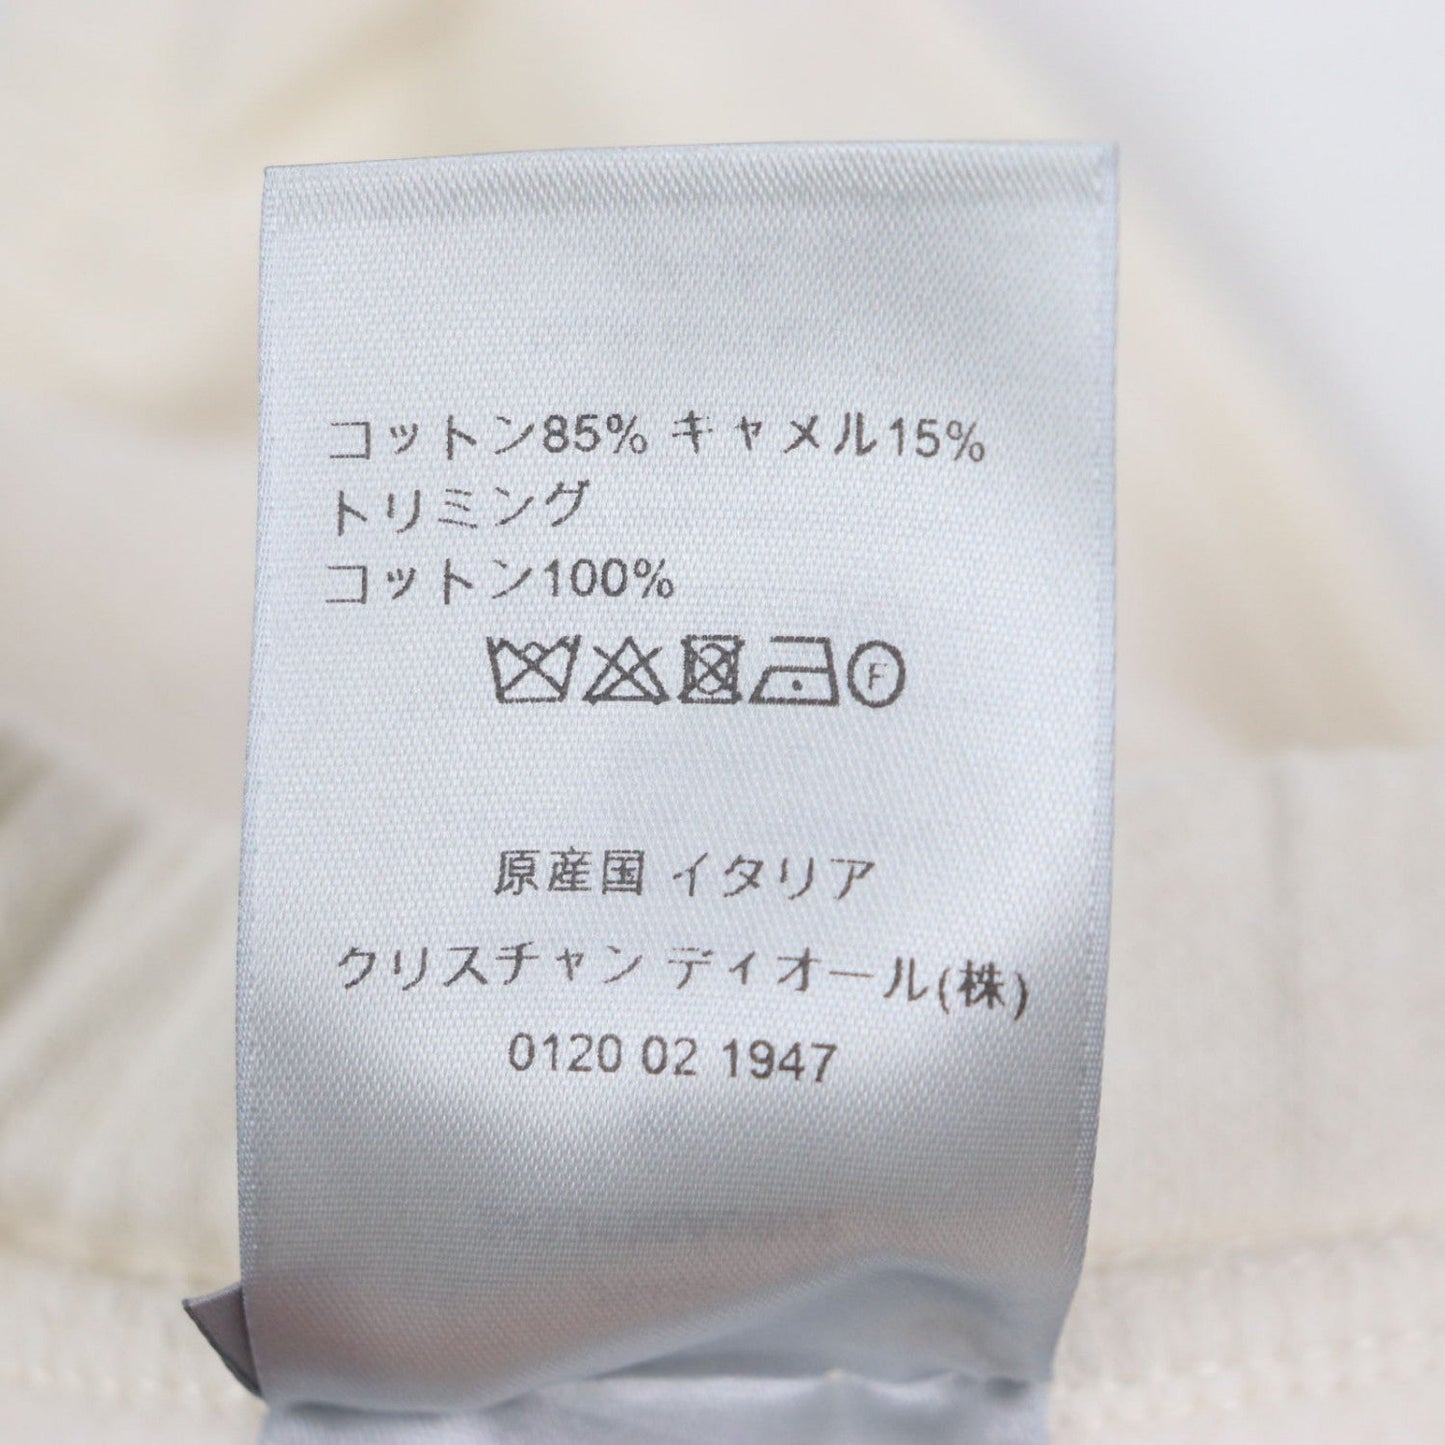 コットン85% キャメル15%
トリミング
コットン100%
F
原産国 イタリア
クリスチャン ディオール(株)
0120 02 1947